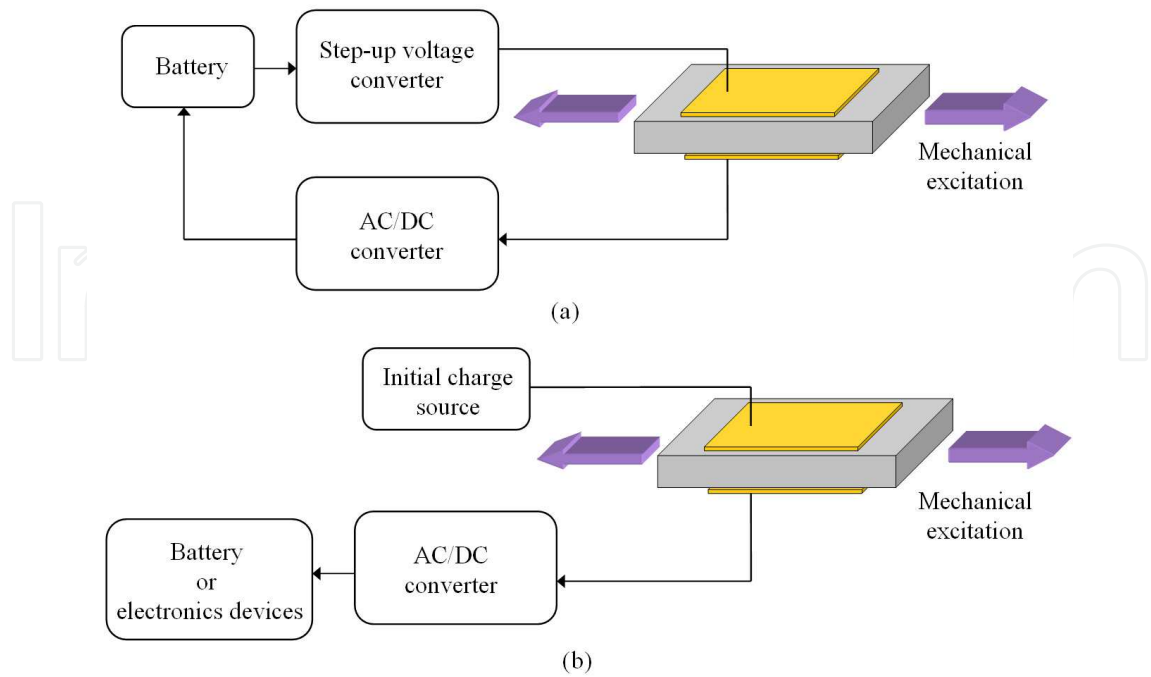 Battery
Step-up voltage
converter
Mechanical
excitation
AC/DC
converter
(a)
Initial charge
source
Mechanical
excitation
AC/DC
converter
Battery
or
electronics devices
(b)